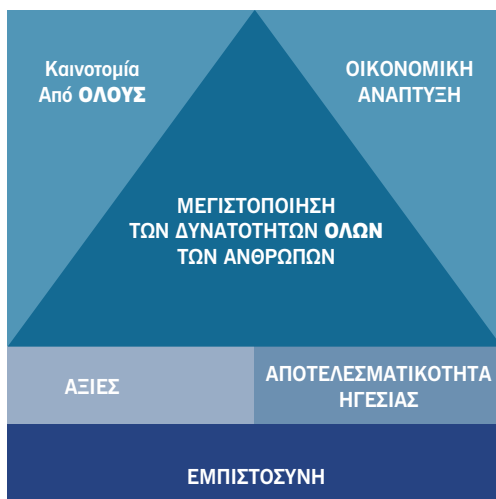 Καινοτομία
Από ΟΛΟΥΣ
ΟΙΚΟΝΟΜΙΚΗ
ΑΝΑΠΤΥΞΗ
ΜΕΓΙΣΤΟΠΟΙΗΣΗ
ΤΩΝ ΔΥΝΑΤΟΤΗΤΩΝ ΟΛΩΝ
ΤΩΝ ΑΝΘΡΩΠΩΝ
ΑΞΙΕΣ
ΑΠΟΤΕΛΕΣΜΑΤΙΚΟΤΗΤΑ
ΗΓΕΣΙΑΣ
ΕΜΠΙΣΤΟΣΥΝΗ